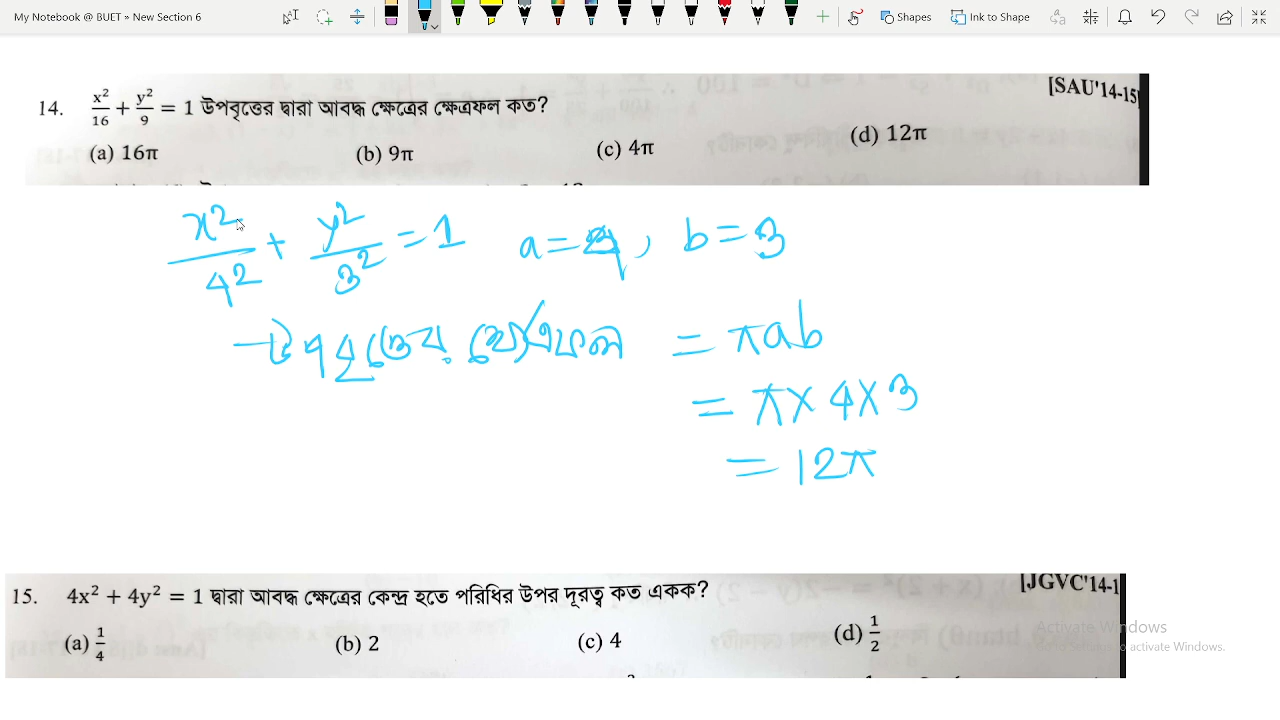 My Notebook @ BUET » New Section 6
Shapes
Ink to Shape
14. x²/16 + y²/9 = 1 উপবৃত্তের দ্বারা আবদ্ধ ক্ষেত্রের ক্ষেত্রফল কত? [SAU'14-15]
(a) 16π (b) 9π (c) 4π (d) 12π
x²/4² + y²/3² = 1 a = 4, b = 3
উপবৃত্তের ক্ষেত্রফল = πab
= π × 4 × 3
= 12π
15. 4x² + 4y² = 1 দ্বারা আবদ্ধ ক্ষেত্রের কেন্দ্র হতে পরিধির উপর দূরত্ব কত একক? [JGVC'14-1
(a) 1/4 (b) 2 (c) 4 (d) 1/2
Activate Windows
activate Windows.